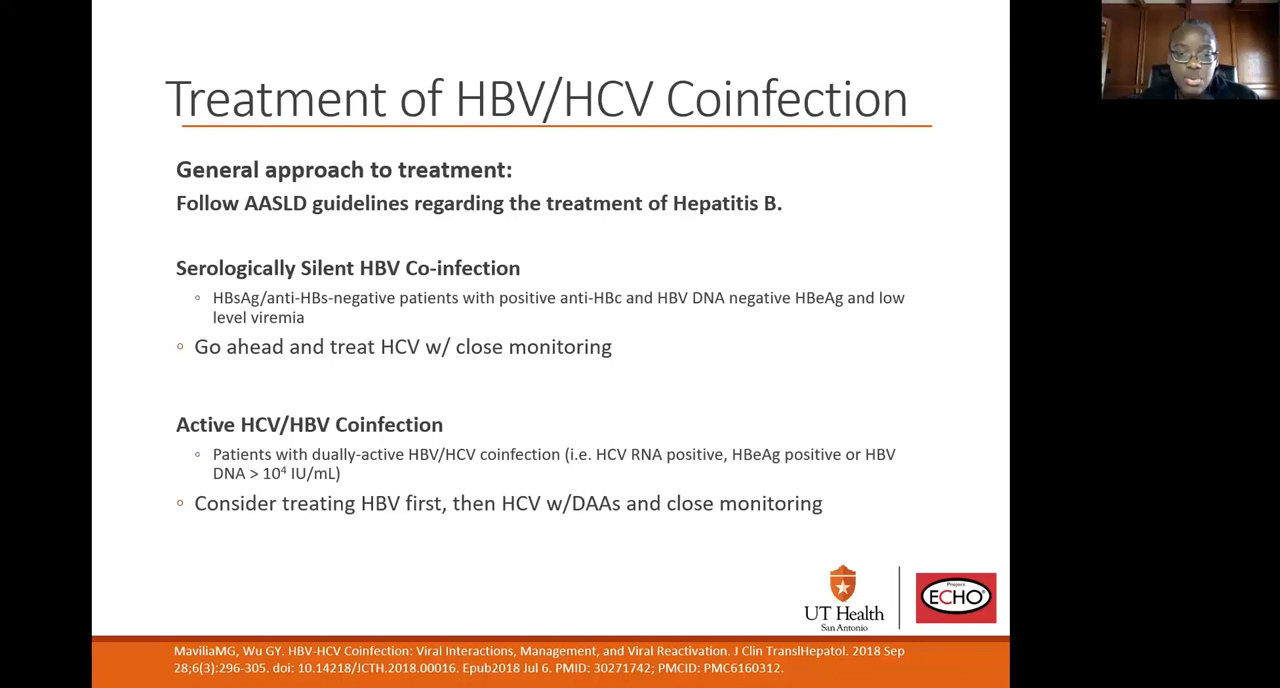 Treatment of HBV/HCV Coinfection
General approach to treatment:
Follow AASLD guidelines regarding the treatment of Hepatitis B.
Serologically Silent HBV Co-infection
◦ HBsAg/anti-HBs-negative patients with positive anti-HBc and HBV DNA negative HBeAg and low
level viremia
◦ Go ahead and treat HCV w/ close monitoring
Active HCV/HBV Coinfection
◦ Patients with dually-active HBV/HCV coinfection (i.e. HCV RNA positive, HBeAg positive or HBV
DNA > 10⁴ IU/mL)
◦ Consider treating HBV first, then HCV w/DAAs and close monitoring
UT Health
San Antonio
Project
ECHO®
MaviliaMG, Wu GY. HBV-HCV Coinfection: Viral Interactions, Management, and Viral Reactivation. J Clin TranslHepatol. 2018 Sep
28;6(3):296-305. doi: 10.14218/JCTH.2018.00016. Epub2018 Jul 6. PMID: 30271742; PMCID: PMC6160312.